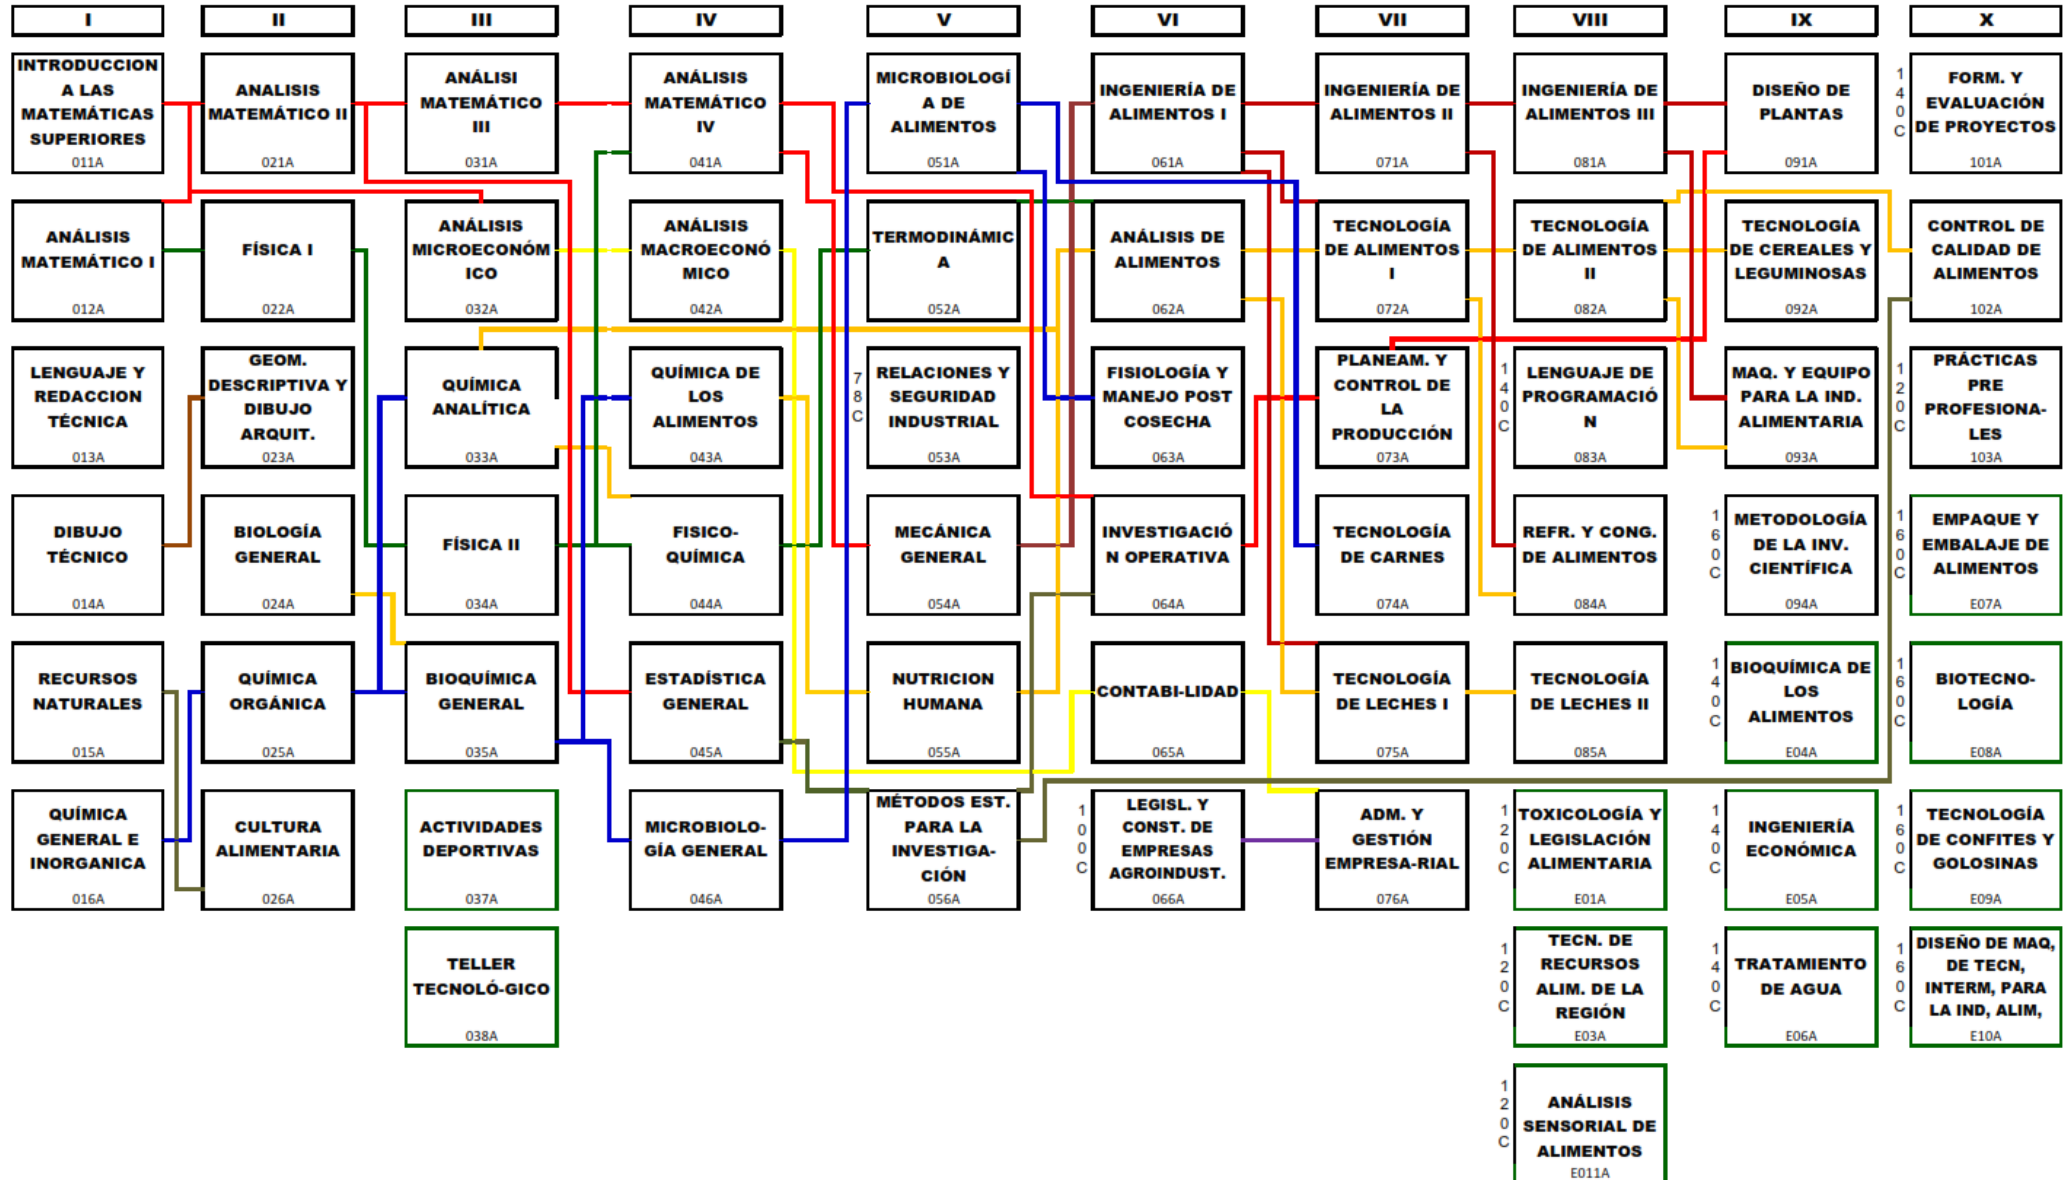 I
II
III
IV
V
VI
VII
VIII
IX
X
INTRODUCCION
A LAS
MATEMÁTICAS
SUPERIORES
011A
ANALISIS
MATEMÁTICO II
021A
ANÁLISI
MATEMÁTICO
III
031A
ANÁLISIS
MATEMÁTICO
IV
041A
MICROBIOLOGÍ
A DE
ALIMENTOS
051A
INGENIERÍA DE
ALIMENTOS I
061A
INGENIERÍA DE
ALIMENTOS II
071A
INGENIERÍA DE
ALIMENTOS III
081A
DISEÑO DE
PLANTAS
091A
1
4
0
C
FORM. Y
EVALUACIÓN
DE PROYECTOS
101A
ANÁLISIS
MATEMÁTICO I
012A
FÍSICA I
022A
ANÁLISIS
MICROECONÓM
ICO
032A
ANÁLISIS
MACROECONÓ
MICO
042A
TERMODINÁMIC
A
052A
ANÁLISIS DE
ALIMENTOS
062A
TECNOLOGÍA
DE ALIMENTOS
I
072A
TECNOLOGÍA
DE ALIMENTOS
II
082A
TECNOLOGÍA
DE CEREALES Y
LEGUMINOSAS
092A
CONTROL DE
CALIDAD DE
ALIMENTOS
102A
LENGUAJE Y
REDACCION
TÉCNICA
013A
GEOM.
DESCRIPTIVA Y
DIBUJO
ARQUIT.
023A
QUÍMICA
ANALÍTICA
033A
QUÍMICA DE
LOS
ALIMENTOS
043A
7
8
C
RELACIONES Y
SEGURIDAD
INDUSTRIAL
053A
FISIOLOGÍA Y
MANEJO POST
COSECHA
063A
PLANEAM. Y
CONTROL DE
LA
PRODUCCIÓN
073A
1
4
0
C
LENGUAJE DE
PROGRAMACIÓ
N
083A
MAQ. Y EQUIPO
PARA LA IND.
ALIMENTARIA
093A
1
2
0
C
PRÁCTICAS
PRE
PROFESIONA-
LES
103A
DIBUJO
TÉCNICO
014A
BIOLOGÍA
GENERAL
024A
FÍSICA II
034A
FISICO-
QUÍMICA
044A
MECÁNICA
GENERAL
054A
INVESTIGACIÓ
N OPERATIVA
064A
TECNOLOGÍA
DE CARNES
074A
REFR. Y CONG.
DE ALIMENTOS
084A
1
6
0
C
METODOLOGÍA
DE LA INV.
CIENTÍFICA
094A
1
6
0
C
EMPAQUE Y
EMBALAJE DE
ALIMENTOS
E07A
RECURSOS
NATURALES
015A
QUÍMICA
ORGÁNICA
025A
BIOQUÍMICA
GENERAL
035A
ESTADÍSTICA
GENERAL
045A
NUTRICION
HUMANA
055A
CONTABI-LIDAD
065A
TECNOLOGÍA
DE LECHES I
075A
TECNOLOGÍA
DE LECHES II
085A
1
4
0
C
BIOQUÍMICA DE
LOS
ALIMENTOS
E04A
1
6
0
C
BIOTECNO-
LOGÍA
E08A
QUÍMICA
GENERAL E
INORGANICA
016A
CULTURA
ALIMENTARIA
026A
ACTIVIDADES
DEPORTIVAS
037A
MICROBIOLO-
GÍA GENERAL
046A
MÉTODOS EST.
PARA LA
INVESTIGA-
CIÓN
056A
1
0
0
C
LEGISL. Y
CONST. DE
EMPRESAS
AGROINDUST.
066A
ADM. Y
GESTIÓN
EMPRESA-RIAL
076A
1
2
0
C
TOXICOLOGÍA Y
LEGISLACIÓN
ALIMENTARIA
E01A
1
4
0
C
INGENIERÍA
ECONÓMICA
E05A
1
6
0
C
TECNOLOGÍA
DE CONFITES Y
GOLOSINAS
E09A
TELLER
TECNOLÓ-GICO
038A
1
2
0
C
TECN. DE
RECURSOS
ALIM. DE LA
REGIÓN
E03A
1
4
0
C
TRATAMIENTO
DE AGUA
E06A
1
6
0
C
DISEÑO DE MAQ,
DE TECN,
INTERM, PARA
LA IND, ALIM,
E10A
1
2
0
C
ANÁLISIS
SENSORIAL DE
ALIMENTOS
E011A